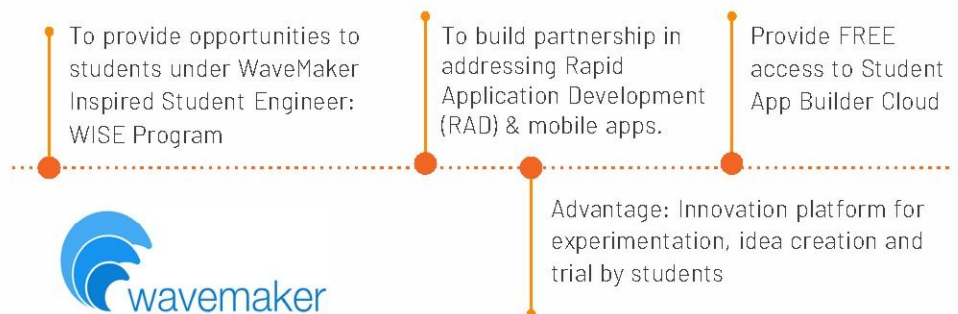 To provide opportunities to
students under WaveMaker
Inspired Student Engineer:
WISE Program
To build partnership in
addressing Rapid
Application Development
(RAD) & mobile apps.
Provide FREE
access to Student
App Builder Cloud
Advantage: Innovation platform for
experimentation, idea creation and
trial by students
wavemaker